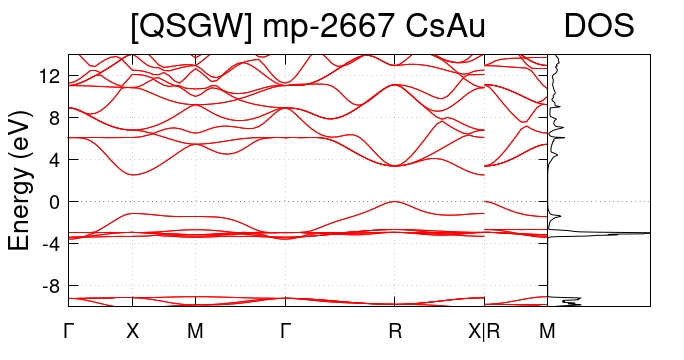 [QSGW] mp-2667 CsAu DOS
Energy (eV)
12
8
4
0
-4
-8
Γ X M Γ R X|R M